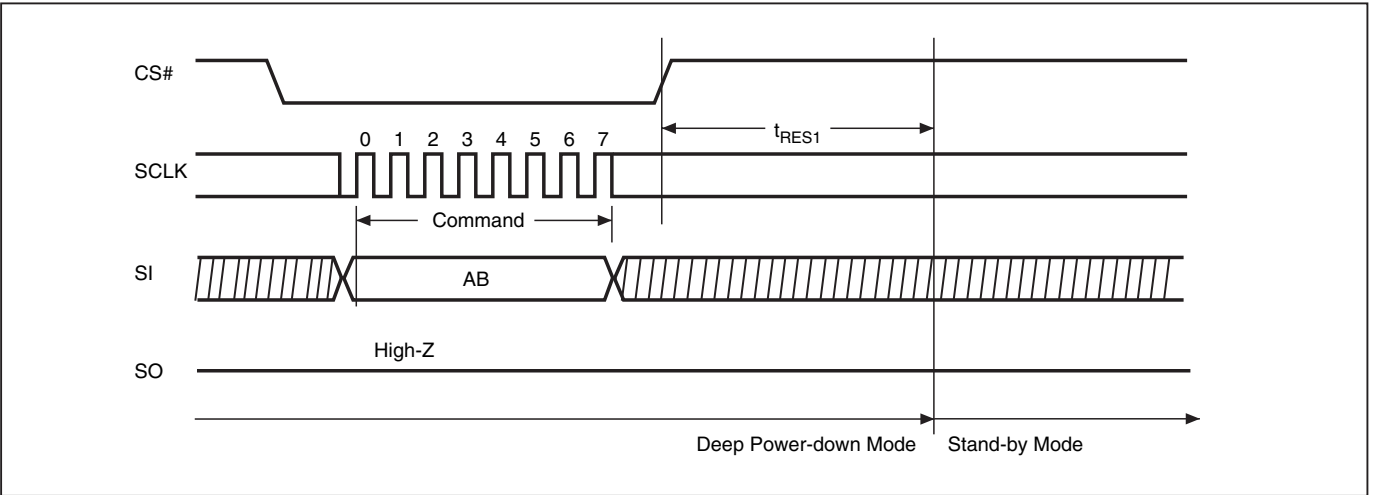 CS#
tRES1
0 1 2 3 4 5 6 7
SCLK
Command
SI
AB
High-Z
SO
Deep Power-down Mode
Stand-by Mode